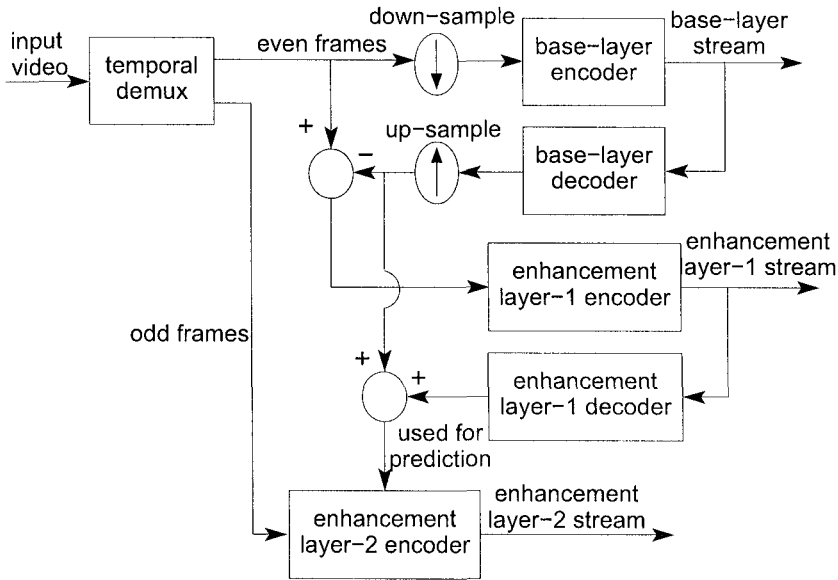 down−sample
input
video
even frames
temporal
demux
base−layer
encoder
base−layer
stream
+
−
up−sample
base−layer
decoder
enhancement
layer−1 encoder
enhancement
layer−1 stream
odd frames
+
+
enhancement
layer−1 decoder
used for
prediction
enhancement
layer−2 encoder
enhancement
layer−2 stream